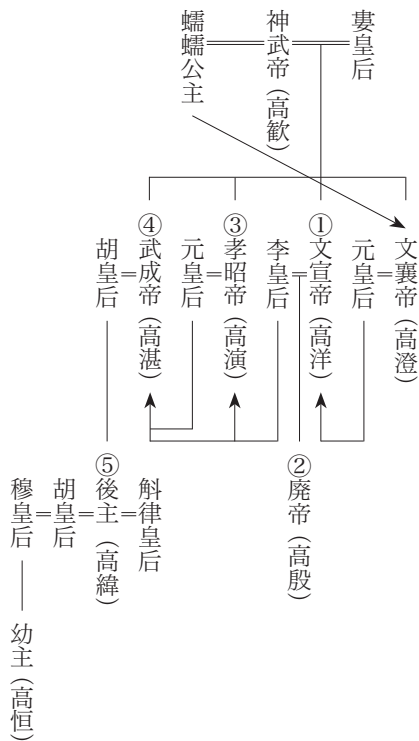 婁皇后
神武帝（高歓）
蠕蠕公主
文襄帝（高澄）
元皇后
①文宣帝（高洋）
李皇后
③孝昭帝（高演）
元皇后
④武成帝（高湛）
胡皇后
②廃帝（高殷）
斛律皇后
⑤後主（高緯）
胡皇后
穆皇后
幼主（高恒）